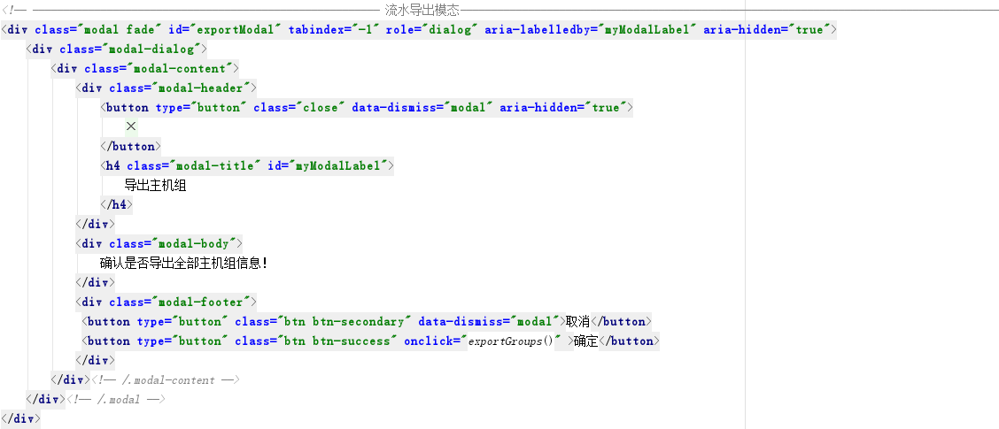 <!-- ———————————————————————————— 流水导出模态————————————————————————————————————————————
<div class="modal fade" id="exportModal" tabindex="-1" role="dialog" aria-labelledby="myModalLabel" aria-hidden="true">
<div class="modal-dialog">
<div class="modal-content">
<div class="modal-header">
<button type="button" class="close" data-dismiss="modal" aria-hidden="true">
×
</button>
<h4 class="modal-title" id="myModalLabel">
导出主机组
</h4>
</div>
<div class="modal-body">
确认是否导出全部主机组信息!
</div>
<div class="modal-footer">
<button type="button" class="btn btn-secondary" data-dismiss="modal">取消</button>
<button type="button" class="btn btn-success" onclick="exportGroups()" >确定</button>
</div>
</div><!-- /.modal-content -->
</div><!-- /.modal -->
</div>